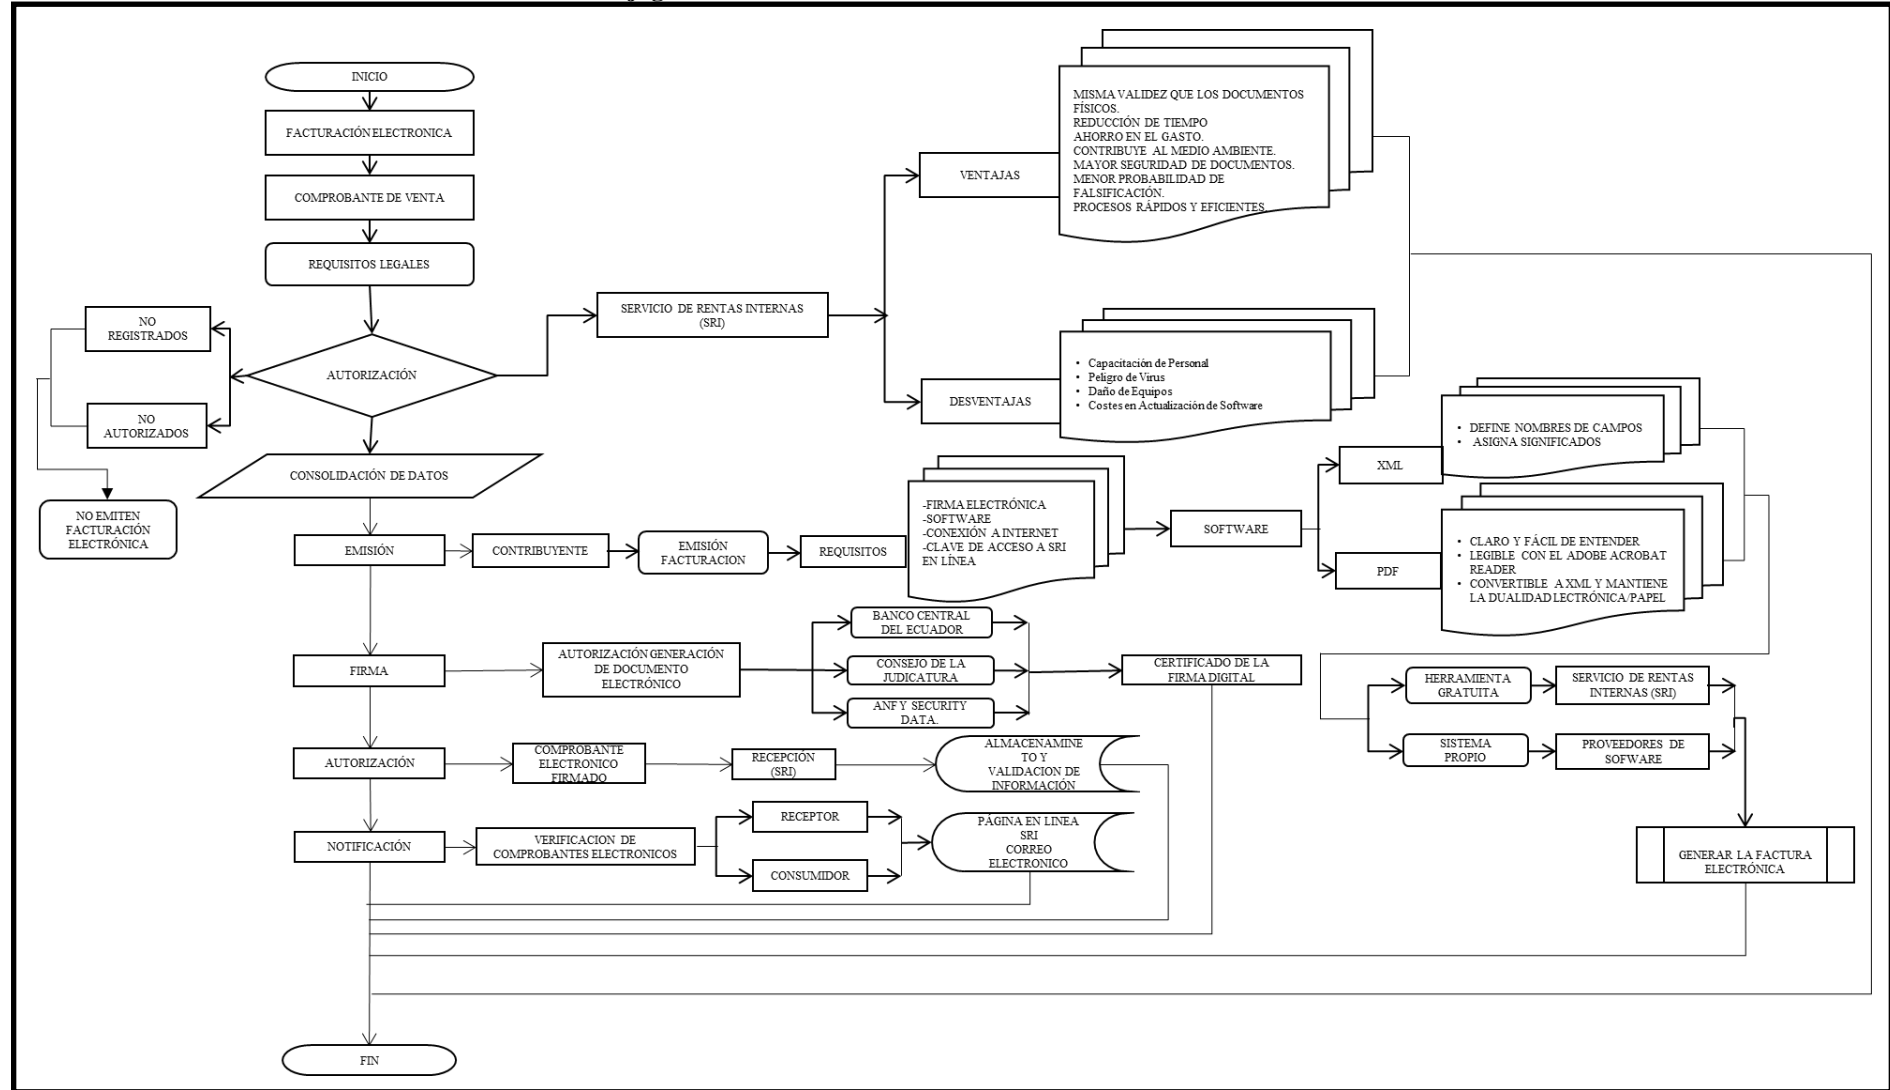 INICIO
FACTURACIÓN ELECTRONICA
COMPROBANTE DE VENTA
REQUISITOS LEGALES
AUTORIZACIÓN
NO
REGISTRADOS
NO
AUTORIZADOS
NO EMITEN
FACTURACIÓN
ELECTRÓNICA
SERVICIO DE RENTAS INTERNAS
(SRI)
VENTAJAS
MISMA VALIDEZ QUE LOS DOCUMENTOS
FÍSICOS.
REDUCCIÓN DE TIEMPO
AHORRO EN EL GASTO.
CONTRIBUYE AL MEDIO AMBIENTE.
MAYOR SEGURIDAD DE DOCUMENTOS.
MENOR PROBABILIDAD DE
FALSIFICACIÓN.
PROCESOS RÁPIDOS Y EFICIENTES.
DESVENTAJAS
• Capacitación de Personal
• Peligro de Virus
• Daño de Equipos
• Costes en Actualización de Software
CONSOLIDACIÓN DE DATOS
EMISIÓN
CONTRIBUYENTE
EMISIÓN
FACTURACION
REQUISITOS
-FIRMA ELECTRÓNICA
-SOFTWARE
-CONEXIÓN A INTERNET
-CLAVE DE ACCESO A SRI
EN LÍNEA
SOFTWARE
XML
• DEFINE NOMBRES DE CAMPOS
• ASIGNA SIGNIFICADOS
PDF
• CLARO Y FÁCIL DE ENTENDER
• LEGIBLE CON EL ADOBE ACROBAT
READER
• CONVERTIBLE A XML Y MANTIENE
LA DUALIDAD LECTRÓNICA/PAPEL
FIRMA
AUTORIZACIÓN GENERACIÓN
DE DOCUMENTO
ELECTRÓNICO
BANCO CENTRAL
DEL ECUADOR
CONSEJO DE LA
JUDICATURA
ANF Y SECURITY
DATA.
CERTIFICADO DE LA
FIRMA DIGITAL
HERRAMIENTA
GRATUITA
SERVICIO DE RENTAS
INTERNAS (SRI)
SISTEMA
PROPIO
PROVEEDORES DE
SOFWARE
GENERAR LA FACTURA
ELECTRÓNICA
AUTORIZACIÓN
COMPROBANTE
ELECTRONICO
FIRMADO
RECEPCIÓN
(SRI)
ALMACENAMINE
TO Y
VALIDACION DE
INFORMACIÓN
NOTIFICACIÓN
VERIFICACION DE
COMPROBANTES ELECTRONICOS
RECEPTOR
CONSUMIDOR
PÁGINA EN LINEA
SRI
CORREO
ELECTRONICO
FIN